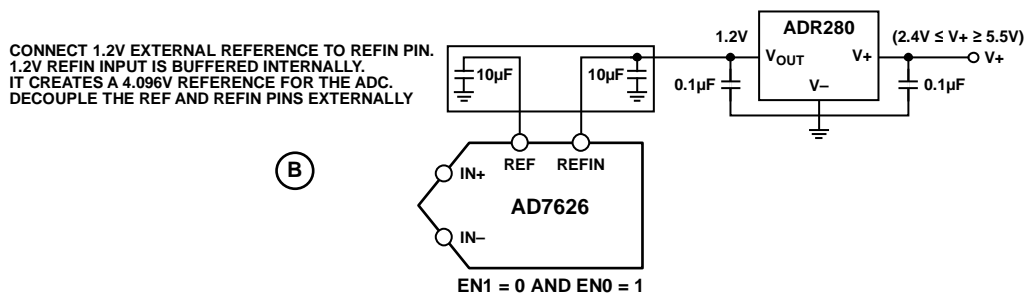 CONNECT 1.2V EXTERNAL REFERENCE TO REFIN PIN.
1.2V REFIN INPUT IS BUFFERED INTERNALLY.
IT CREATES A 4.096V REFERENCE FOR THE ADC.
DECOUPLE THE REF AND REFIN PINS EXTERNALLY
10µF
10µF
1.2V
ADR280
(2.4V ≤ V+ ≥ 5.5V)
VOUT
V+
V+
0.1µF
V–
0.1µF
B
REF
REFIN
IN+
AD7626
IN–
EN1 = 0 AND EN0 = 1